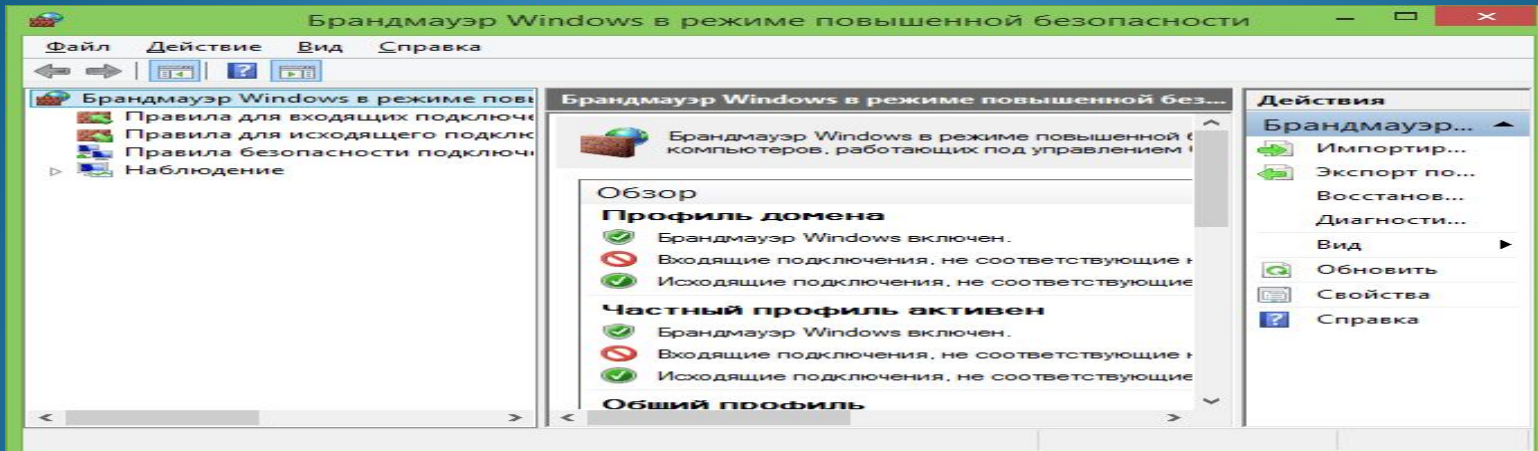 Брандмауэр Windows в режиме повышенной безопасности
Файл Действие Вид Справка
Брандмауэр Windows в режиме повы
Правила для входящих подключе
Правила для исходящего подклю
Правила безопасности подключ
Наблюдение
Брандмауэр Windows в режиме повышенной без...
Брандмауэр Windows в режиме повышенной
компьютеров, работающих под управлением
Обзор
Профиль домена
Брандмауэр Windows включен.
Входящие подключения, не соответствующие
Исходящие подключения, не соответствующие
Частный профиль активен
Брандмауэр Windows включен.
Входящие подключения, не соответствующие
Исходящие подключения, не соответствующие
Общий профиль
Действия
Брандмауэр...
Импортир...
Экспорт по...
Восстанов...
Диагности...
Вид
Обновить
Свойства
Справка